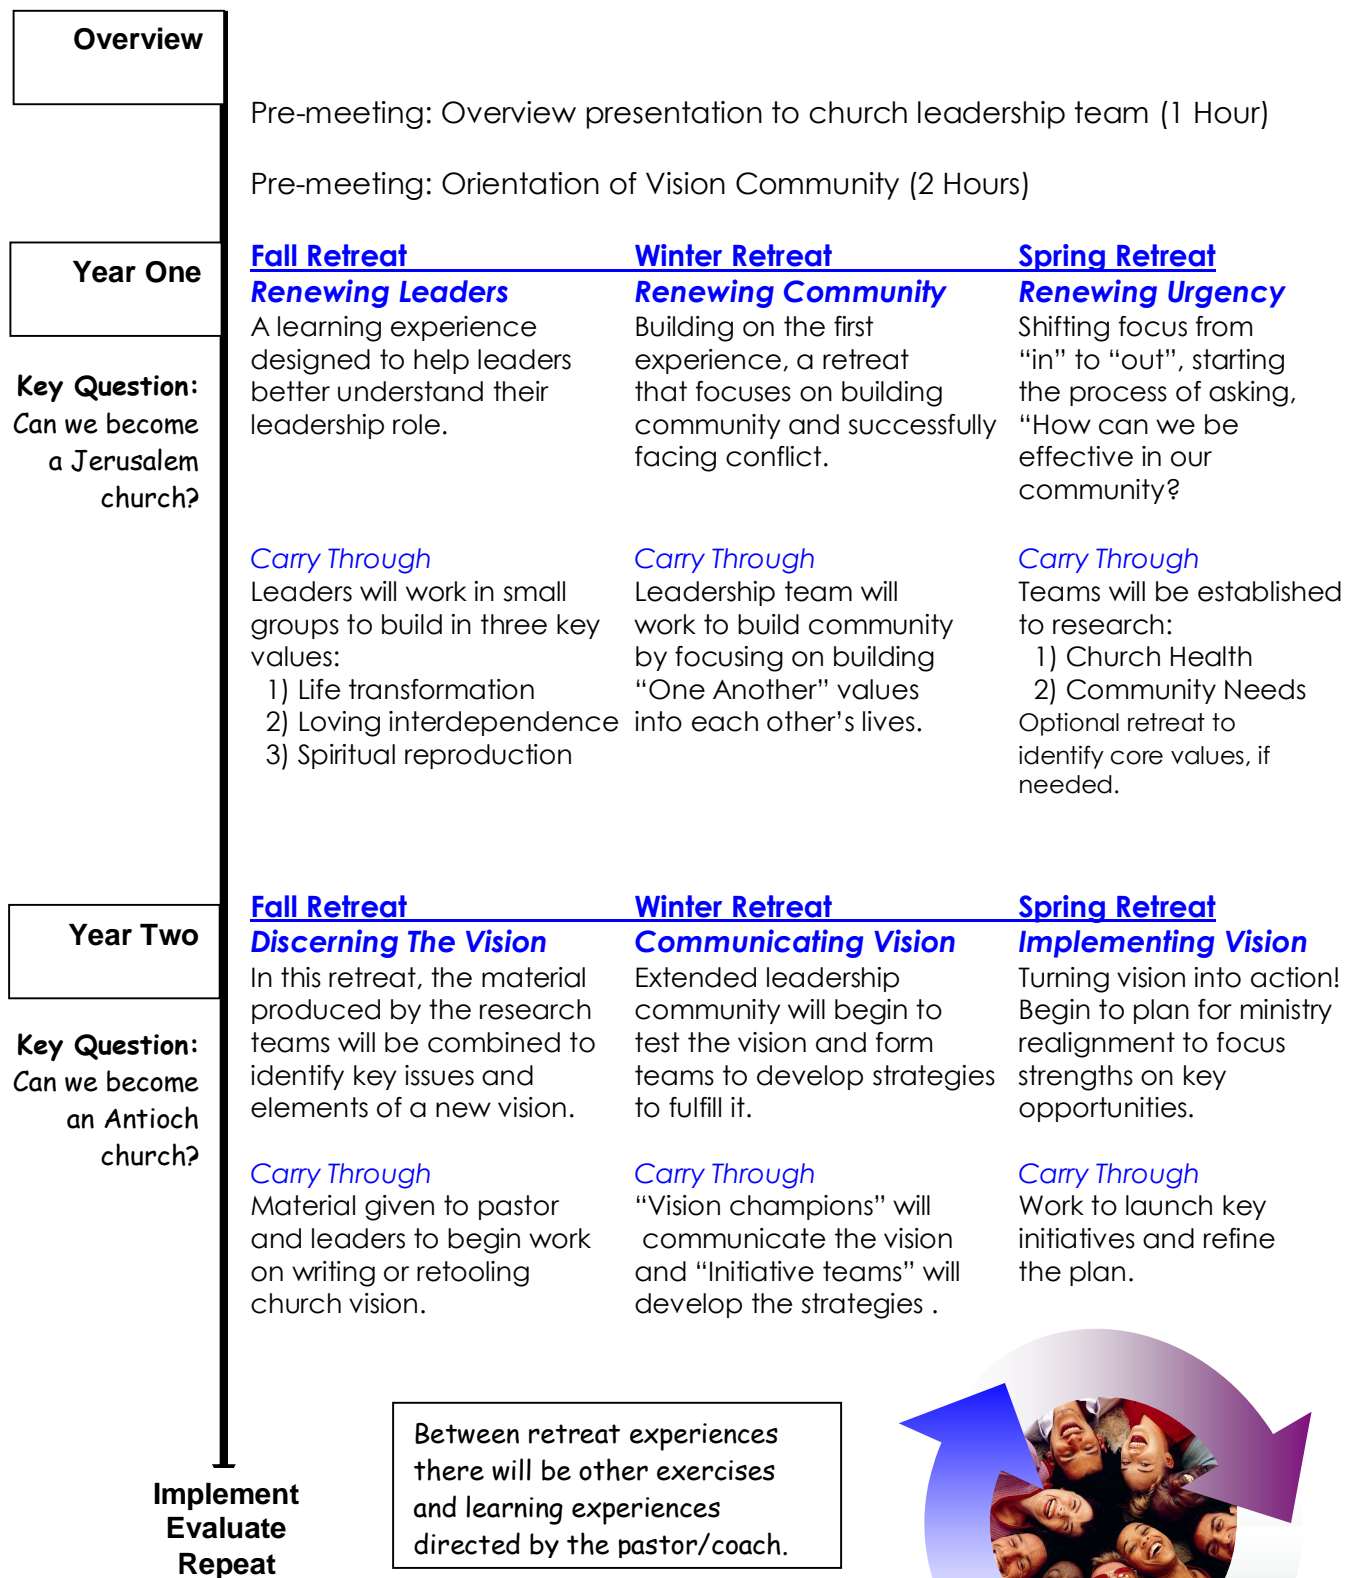 Overview
Pre-meeting: Overview presentation to church leadership team (1 Hour)
Pre-meeting: Orientation of Vision Community (2 Hours)
Year One
Key Question:
Can we become
a Jerusalem
church?
Fall Retreat
Renewing Leaders
A learning experience
designed to help leaders
better understand their
leadership role.
Carry Through
Leaders will work in small
groups to build in three key
values:
1) Life transformation
2) Loving interdependence
3) Spiritual reproduction
Winter Retreat
Renewing Community
Building on the first
experience, a retreat
that focuses on building
community and successfully
facing conflict.
Carry Through
Leadership team will
work to build community
by focusing on building
“One Another” values
into each other’s lives.
Spring Retreat
Renewing Urgency
Shifting focus from
“in” to “out”, starting
the process of asking,
“How can we be
effective in our
community?
Carry Through
Teams will be established
to research:
1) Church Health
2) Community Needs
Optional retreat to
identify core values, if
needed.
Year Two
Key Question:
Can we become
an Antioch
church?
Fall Retreat
Discerning The Vision
In this retreat, the material
produced by the research
teams will be combined to
identify key issues and
elements of a new vision.
Carry Through
Material given to pastor
and leaders to begin work
on writing or retooling
church vision.
Winter Retreat
Communicating Vision
Extended leadership
community will begin to
test the vision and form
teams to develop strategies
to fulfill it.
Carry Through
“Vision champions” will
communicate the vision
and “Initiative teams” will
develop the strategies .
Spring Retreat
Implementing Vision
Turning vision into action!
Begin to plan for ministry
realignment to focus
strengths on key
opportunities.
Carry Through
Work to launch key
initiatives and refine
the plan.
Implement
Evaluate
Repeat
Between retreat experiences
there will be other exercises
and learning experiences
directed by the pastor/coach.